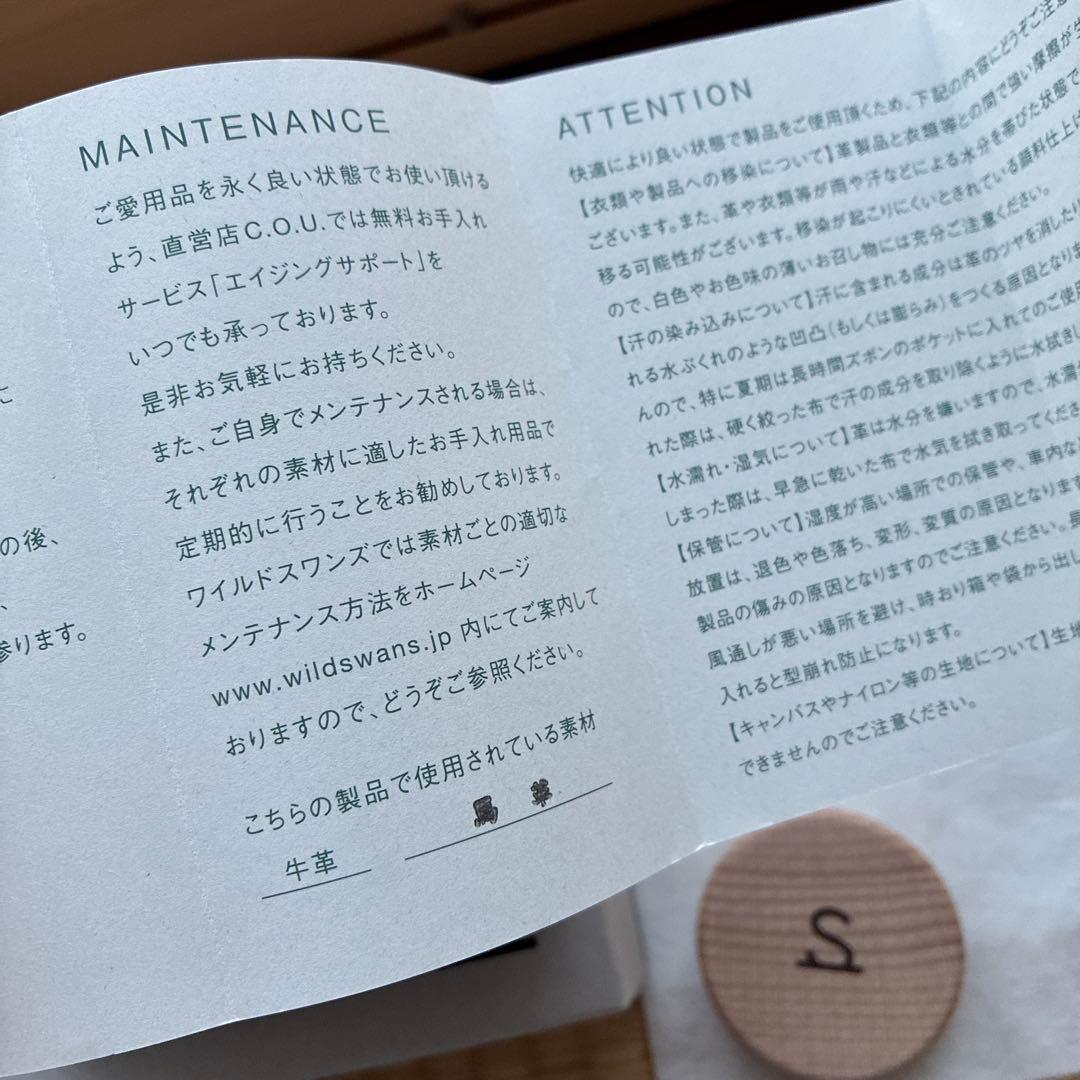 に
の後、
、
参ります。
MAINTENANCE
ご愛用品を永く良い状態でお使い頂ける
よう、直営店C.O.U.では無料お手入れ
サービス「エイジングサポート」を
いつでも承っております。
是非お気軽にお持ちください。
また、ご自身でメンテナンスされる場合は、
それぞれの素材に適したお手入れ用品で
定期的に行うことをお勧めしております。
ワイルドスワンズでは素材ごとの適切な
メンテナンス方法をホームページ
www.wildswans.jp 内にてご案内して
おりますので、どうぞご参照ください。
こちらの製品で使用されている素材
牛革 馬革
ATTENTION
快適により良い状態で製品をご使用頂くため、下記の内容にどうぞご注意
【衣類や製品への移染について】革製品と衣類等との間で強い摩擦が生
ございます。また、革や衣類等が雨や汗などによる水分を帯びた状態で
移る可能性がございます。移染が起こりにくいとされている顔料仕上げ
ので、白色やお色味の薄いお召し物には充分ご注意ください。
【汗の染み込みについて】汗に含まれる成分は革のツヤを消したり
れる水ぶくれのような凹凸(もしくは膨らみ)をつくる原因となりま
んので、特に夏期は長時間ズボンのポケットに入れてのご使用
れた際は、硬く絞った布で汗の成分を取り除くように水拭きし
【水濡れ・湿気について】革は水分を嫌いますので、水濡
しまった際は、早急に乾いた布で水気を拭き取ってくださ
【保管について】湿度が高い場所での保管や、車内な
放置は、退色や色落ち、変形、変質の原因となります
製品の傷みの原因となりますのでご注意ください。長
風通しが悪い場所を避け、時おり箱や袋から出し
入れると型崩れ防止になります。
【キャンバスやナイロン等の生地について】生地
できませんのでご注意ください。
S